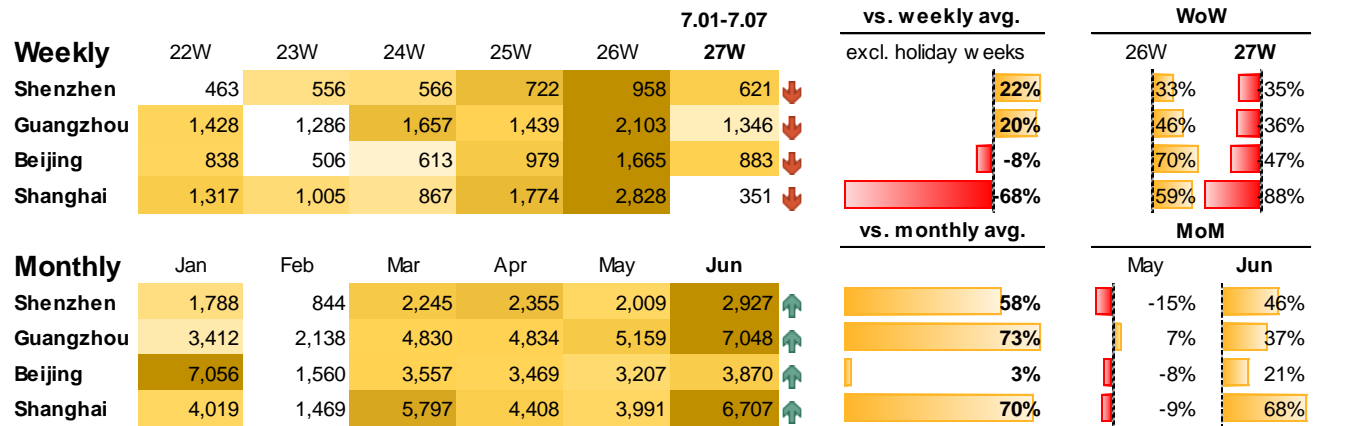 7.01-7.07 vs. weekly avg. WoW
Weekly 22W 23W 24W 25W 26W 27W excl. holiday weeks 26W 27W
Shenzhen 463 556 566 722 958 621 22% 33% -35%
Guangzhou 1,428 1,286 1,657 1,439 2,103 1,346 20% 46% -36%
Beijing 838 506 613 979 1,665 883 -8% 70% -47%
Shanghai 1,317 1,005 867 1,774 2,828 351 -68% 59% -88%
vs. monthly avg. MoM
Monthly Jan Feb Mar Apr May Jun May Jun
Shenzhen 1,788 844 2,245 2,355 2,009 2,927 58% -15% 46%
Guangzhou 3,412 2,138 4,830 4,834 5,159 7,048 73% 7% 37%
Beijing 7,056 1,560 3,557 3,469 3,207 3,870 3% -8% 21%
Shanghai 4,019 1,469 5,797 4,408 3,991 6,707 70% -9% 68%